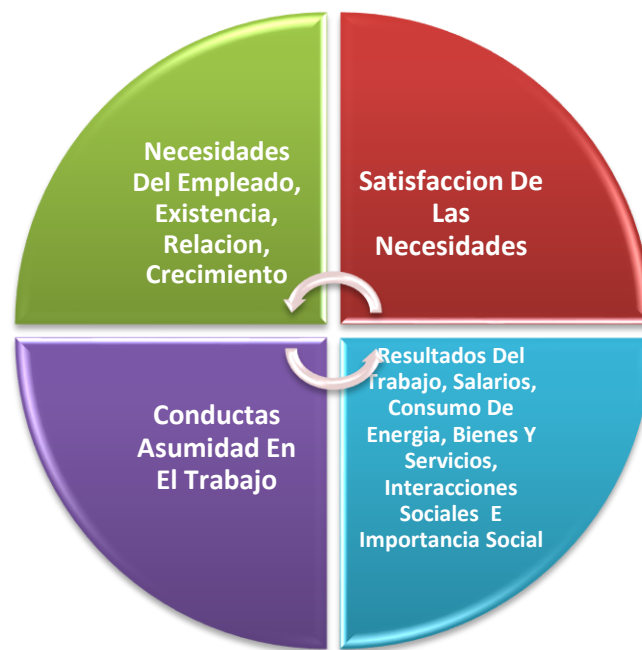 Necesidades
Del Empleado,
Existencia,
Relacion,
Crecimiento
Satisfaccion De
Las
Necesidades
Conductas
Asumidad En
El Trabajo
Resultados Del
Trabajo, Salarios,
Consumo De
Energia, Bienes Y
Servicios,
Interacciones
Sociales E
Importancia Social